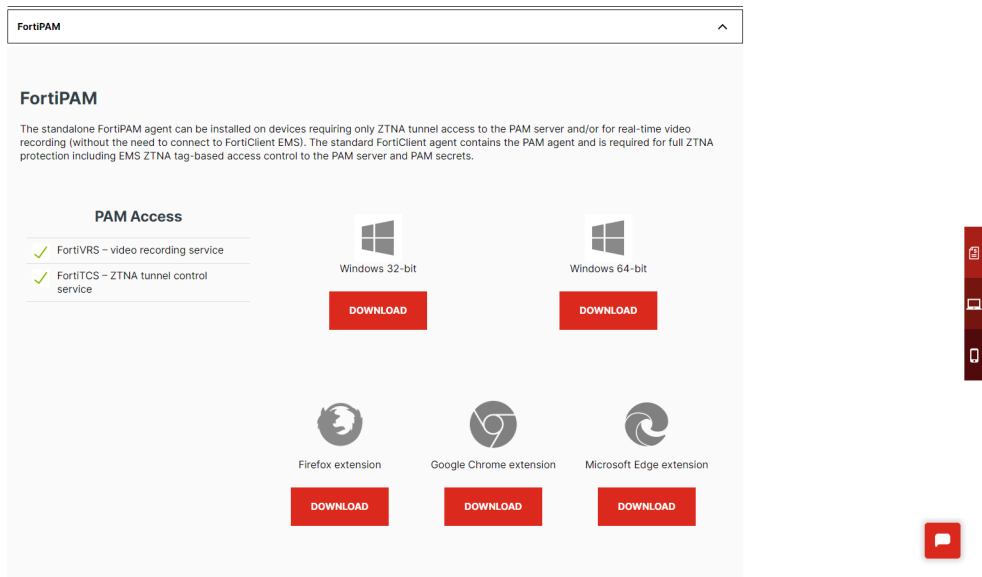 FortiPAM
FortiPAM
The standalone FortiPAM agent can be installed on devices requiring only ZTNA tunnel access to the PAM server and/or for real-time video
recording (without the need to connect to FortiClient EMS). The standard FortiClient agent contains the PAM agent and is required for full ZTNA
protection including EMS ZTNA tag-based access control to the PAM server and PAM secrets.
PAM Access
FortiVRS – video recording service
FortiTCS – ZTNA tunnel control
service
Windows 32-bit
DOWNLOAD
Windows 64-bit
DOWNLOAD
Firefox extension
DOWNLOAD
Google Chrome extension
DOWNLOAD
Microsoft Edge extension
DOWNLOAD